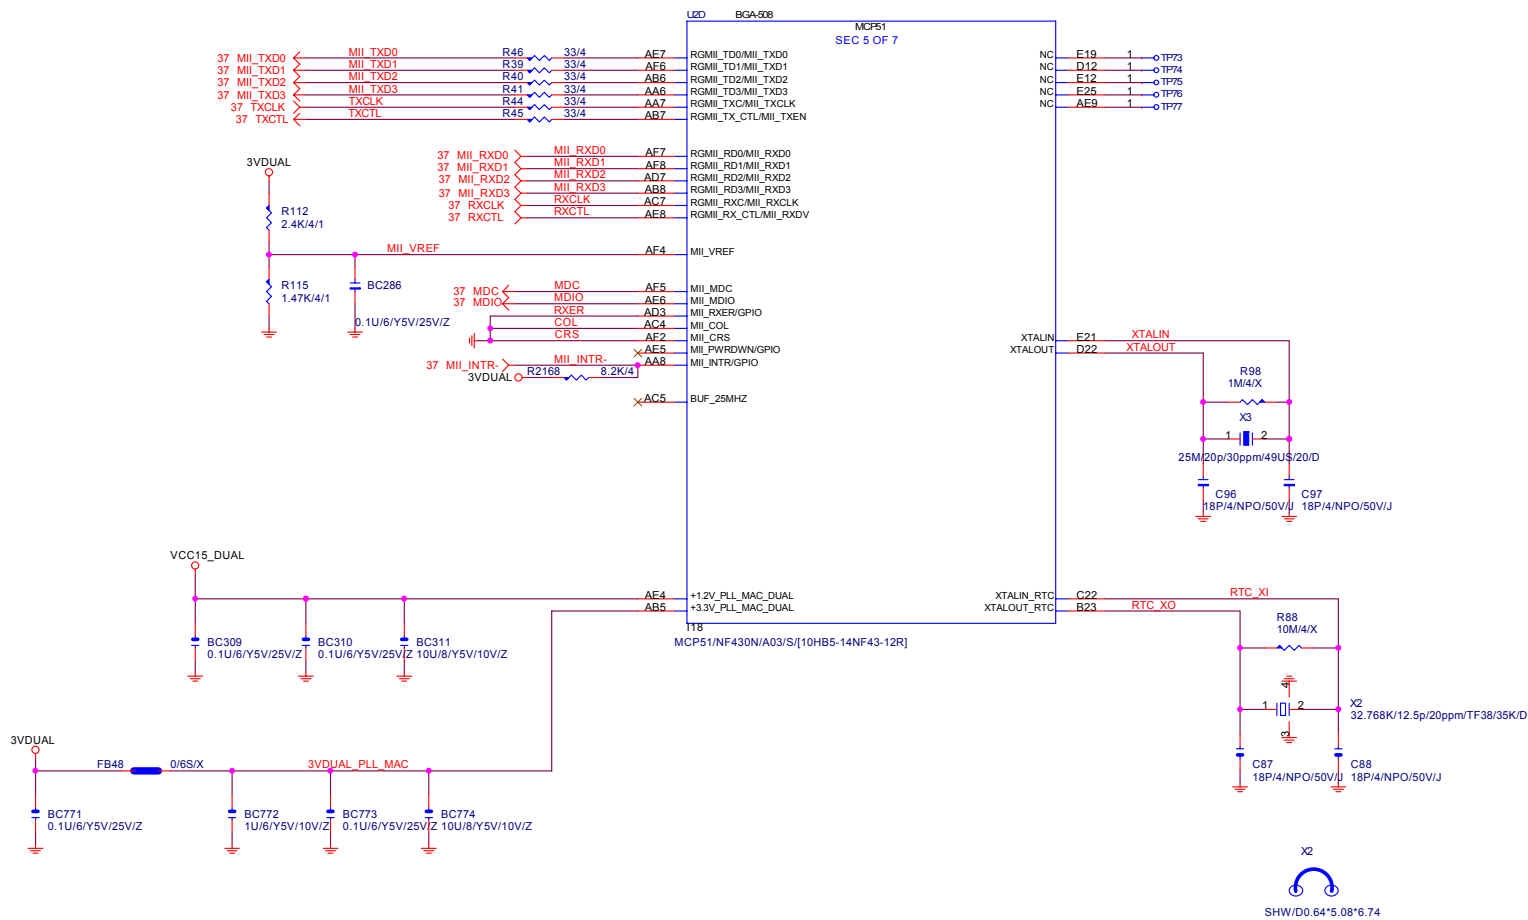 U2D BGA-508
MCP51
SEC 5 OF 7
37 MII_TXD0 MII_TXD0 R46 33/4 AE7 RGMII_TD0/MII_TXD0
37 MII_TXD1 MII_TXD1 R39 33/4 AF6 RGMII_TD1/MII_TXD1
37 MII_TXD2 MII_TXD2 R40 33/4 AB6 RGMII_TD2/MII_TXD2
37 MII_TXD3 MII_TXD3 R41 33/4 AA6 RGMII_TD3/MII_TXD3
37 TXCLK TXCLK R44 33/4 AA7 RGMII_TXC/MII_TXCLK
37 TXCTL TXCTL R45 33/4 AB7 RGMII_TX_CTL/MII_TXEN
NC E19 1 TP73
NC D12 1 TP74
NC E12 1 TP75
NC E25 1 TP76
NC AE9 1 TP77
37 MII_RXD0 MII_RXD0 AF7 RGMII_RD0/MII_RXD0
37 MII_RXD1 MII_RXD1 AF8 RGMII_RD1/MII_RXD1
37 MII_RXD2 MII_RXD2 AD7 RGMII_RD2/MII_RXD2
37 MII_RXD3 MII_RXD3 AB8 RGMII_RD3/MII_RXD3
37 RXCLK RXCLK AC7 RGMII_RXC/MII_RXCLK
37 RXCTL RXCTL AE8 RGMII_RX_CTL/MII_RXDV
3VDUAL
R112
2.4K/4/1
MII_VREF AF4 MII_VREF
R115
1.47K/4/1
BC286
0.1U/6/Y5V/25V/Z
37 MDC MDC AF5 MII_MDC
37 MDIO MDIO AE6 MII_MDIO
RXER AD3 MII_RXER/GPIO
COL AC4 MII_COL
CRS AF2 MII_CRS
AE5 MII_PWRDWN/GPIO
37 MII_INTR- MII_INTR- AA8 MII_INTR/GPIO
3VDUAL R2168 8.2K/4
AC5 BUF_25MHZ
XTALIN E21 XTALIN
XTALOUT D22 XTALOUT
R98
1M/4/X
X3
1 2
25M/20p/30ppm/49US/20/D
C96
18P/4/NPO/50V/J
C97
18P/4/NPO/50V/J
VCC15_DUAL
AE4 +1.2V_PLL_MAC_DUAL
AB5 +3.3V_PLL_MAC_DUAL
BC309
0.1U/6/Y5V/25V/Z
BC310
0.1U/6/Y5V/25V/Z
BC311
10U/8/Y5V/10V/Z
T18
MCP51/NF430N/A03/S/[10HB5-14NF43-12R]
XTALIN_RTC C22 RTC_XI
XTALOUT_RTC B23 RTC_XO
R88
10M/4/X
4
1 2
3
X2
32.768K/12.5p/20ppm/TF38/35K/D
C87
18P/4/NPO/50V/J
C88
18P/4/NPO/50V/J
3VDUAL
FB48 0/6S/X 3VDUAL_PLL_MAC
BC771
0.1U/6/Y5V/25V/Z
BC772
1U/6/Y5V/10V/Z
BC773
0.1U/6/Y5V/25V/Z
BC774
10U/8/Y5V/10V/Z
X2
SHW/D0.64*5.08*6.74